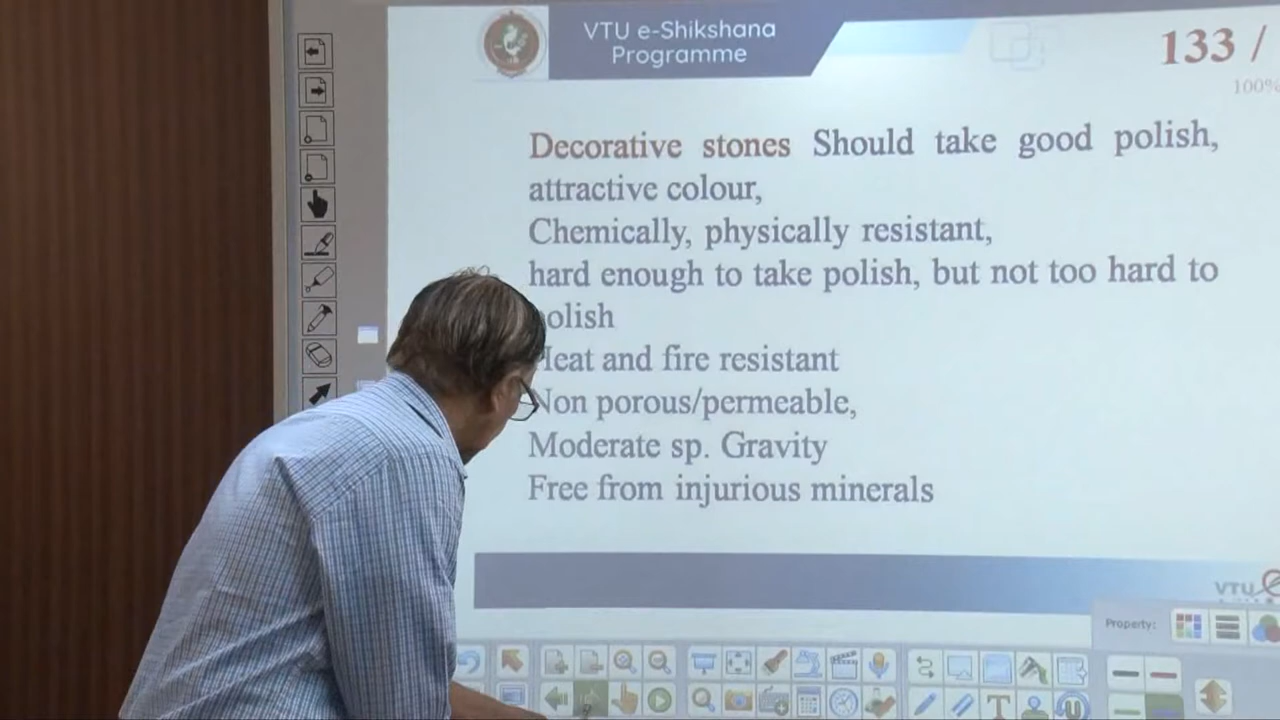 VTU e-Shikshana
Programme
133 /
100%
Decorative stones Should take good polish,
attractive colour,
Chemically, physically resistant,
hard enough to take polish, but not too hard to
olish
Heat and fire resistant
Non porous/permeable,
Moderate sp. Gravity
Free from injurious minerals
VTU
Property: